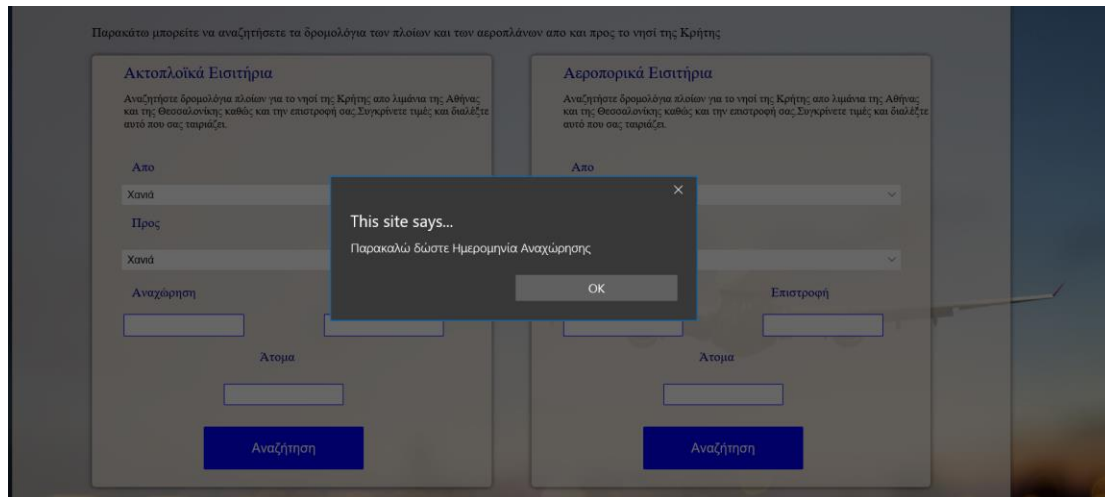 Παρακάτω μπορείτε να αναζητήσετε τα δρομολόγια των πλοίων και των αεροπλάνων απο και προς το νησί της Κρήτης
Ακτοπλοϊκά Εισιτήρια
Αναζητήστε δρομολόγια πλοίων για το νησί της Κρήτης απο λιμάνια της Αθήνας
και της Θεσσαλονίκης καθώς και την επιστροφή σας.Συγκρίνετε τιμές και διαλέξτε
αυτό που σας ταιριάζει.
Απο
Χανιά
Προς
Χανιά
Αναχώρηση
Άτομα
Αναζήτηση
Αεροπορικά Εισιτήρια
Αναζητήστε δρομολόγια πλοίων για το νησί της Κρήτης απο λιμάνια της Αθήνας
και της Θεσσαλονίκης καθώς και την επιστροφή σας.Συγκρίνετε τιμές και διαλέξτε
αυτό που σας ταιριάζει.
Απο
Επιστροφή
Άτομα
Αναζήτηση
This site says...
Παρακαλώ δώστε Ημερομηνία Αναχώρησης
OK